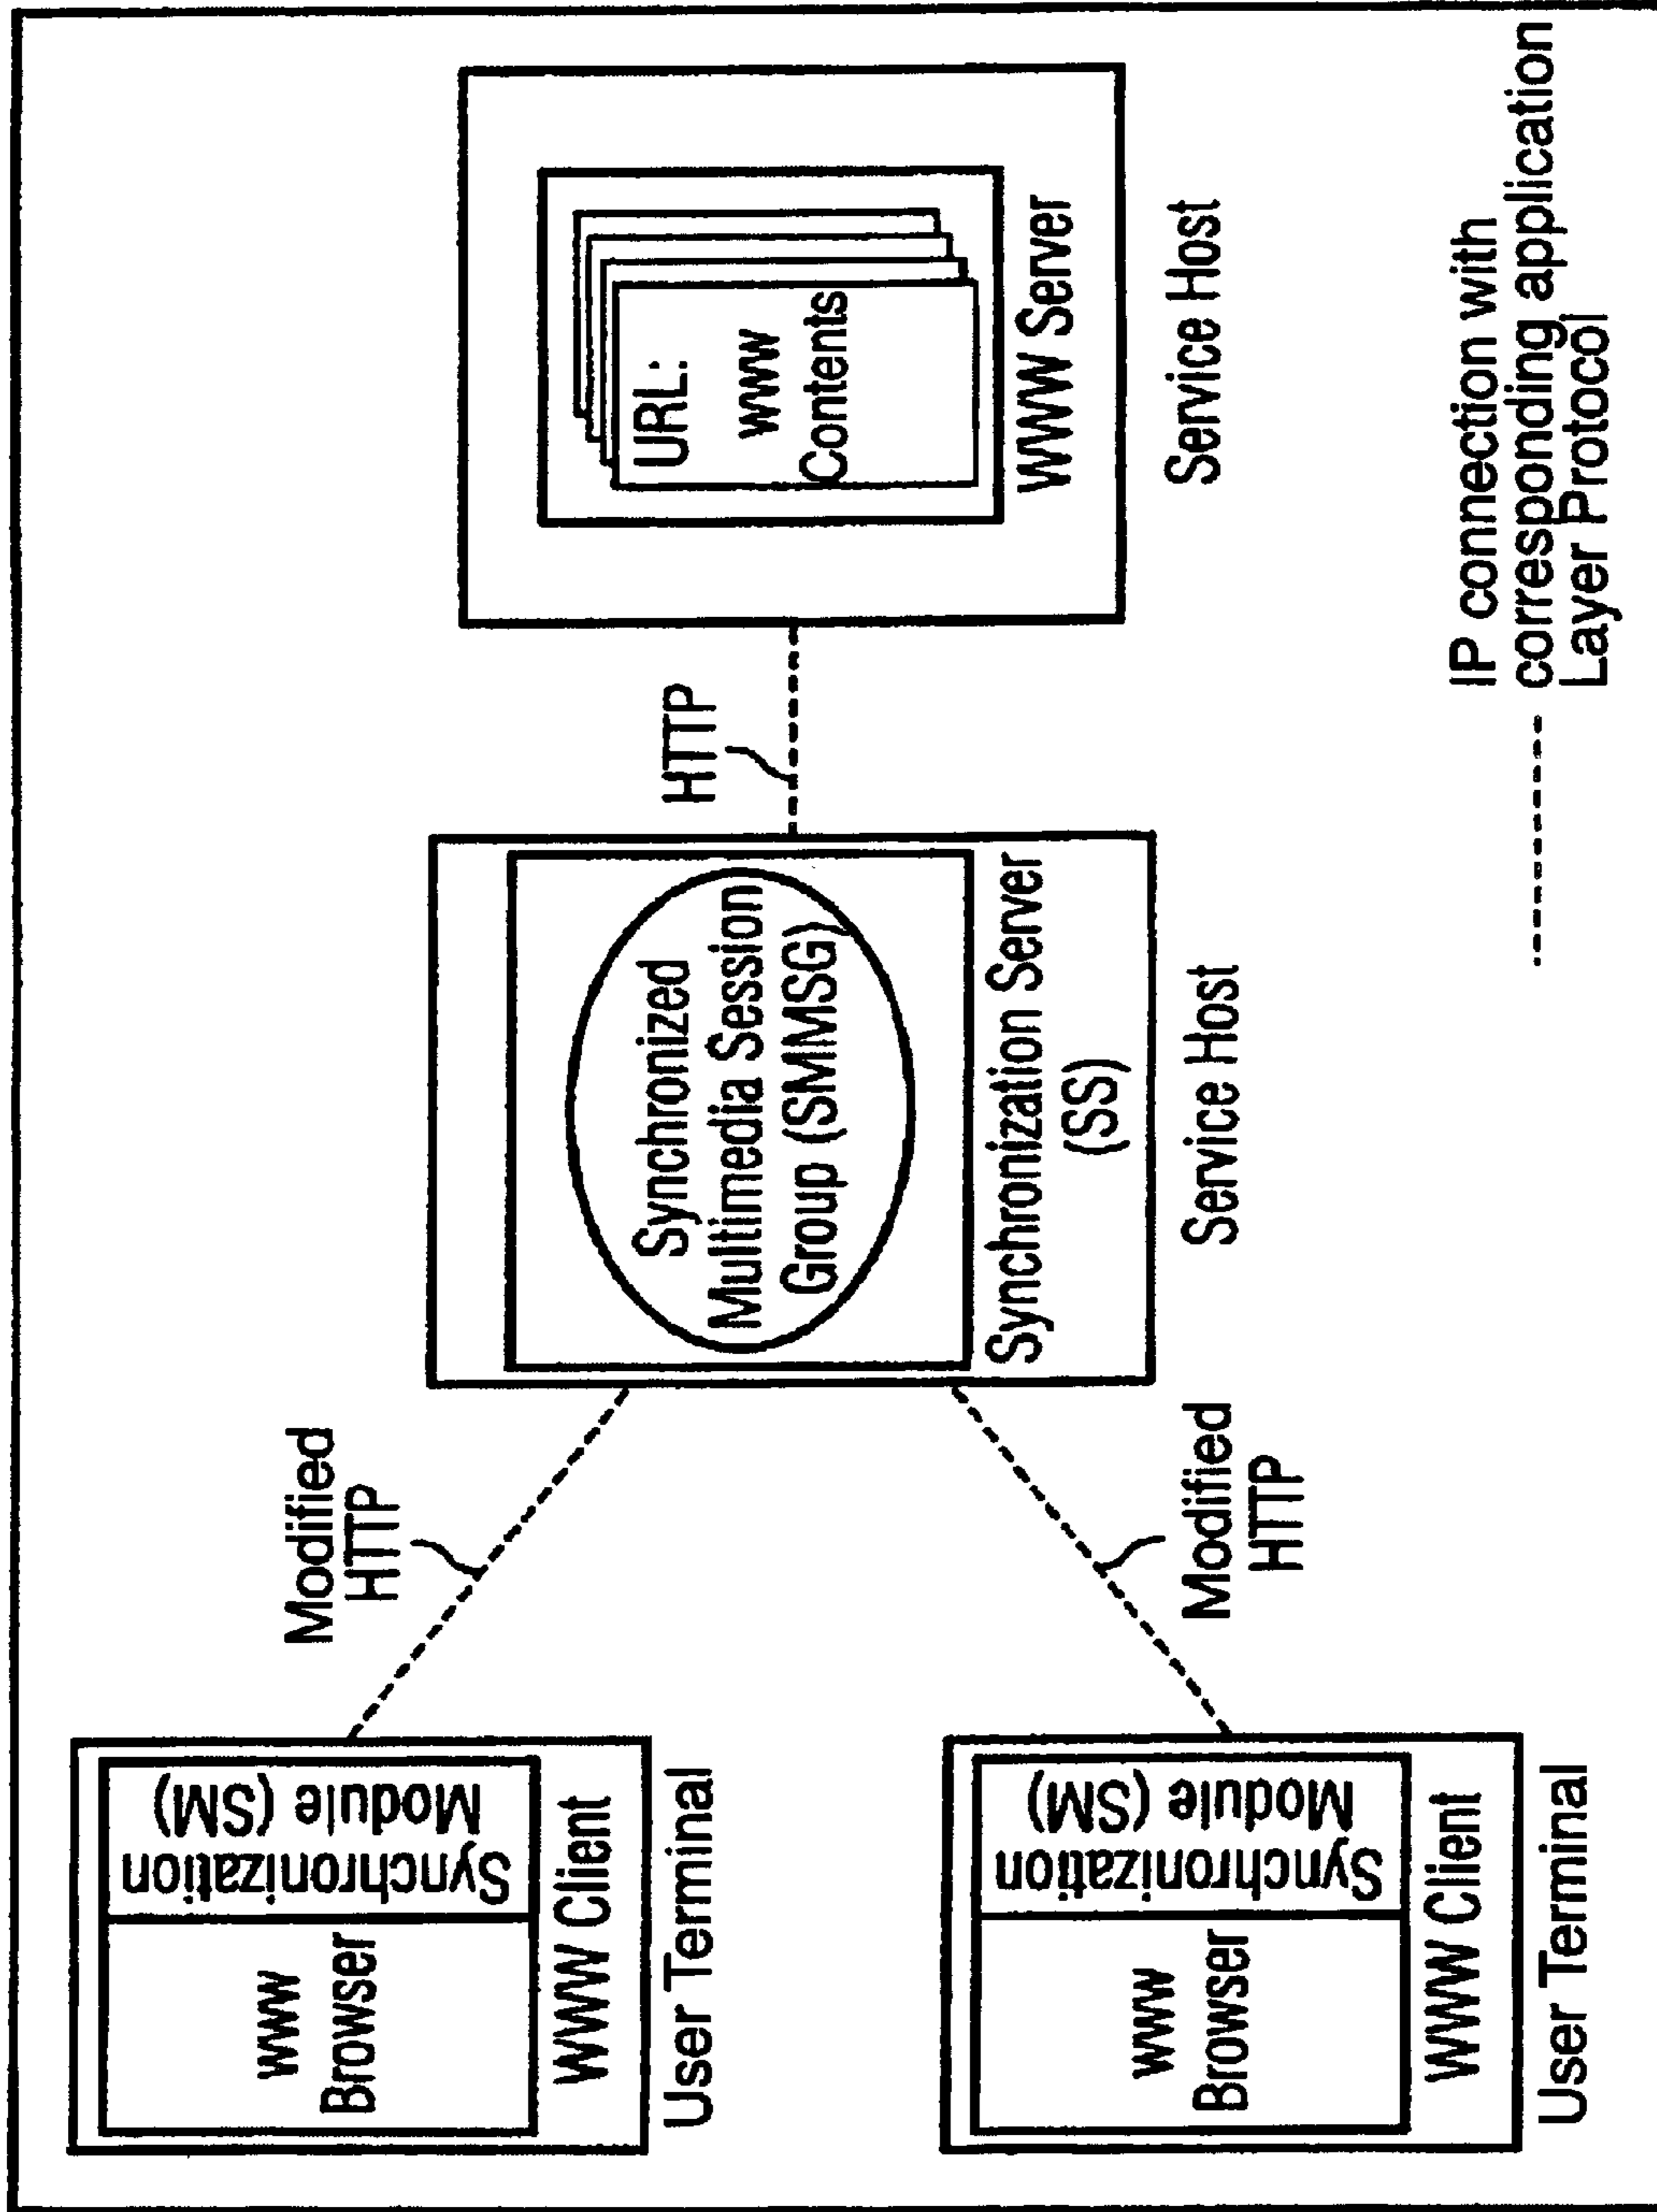 www
Browser
Synchronization
Module (SM)
WWW Client
User Terminal
Modified
HTTP
www
Browser
Synchronization
Module (SM)
WWW Client
User Terminal
Modified
HTTP
Synchronized
Multimedia Session
Group (SMMSG)
Synchronization Server
(SS)
Service Host
HTTP
URL:
www
Contents
WWW Server
Service Host
IP connection with
corresponding application
Layer Protocol